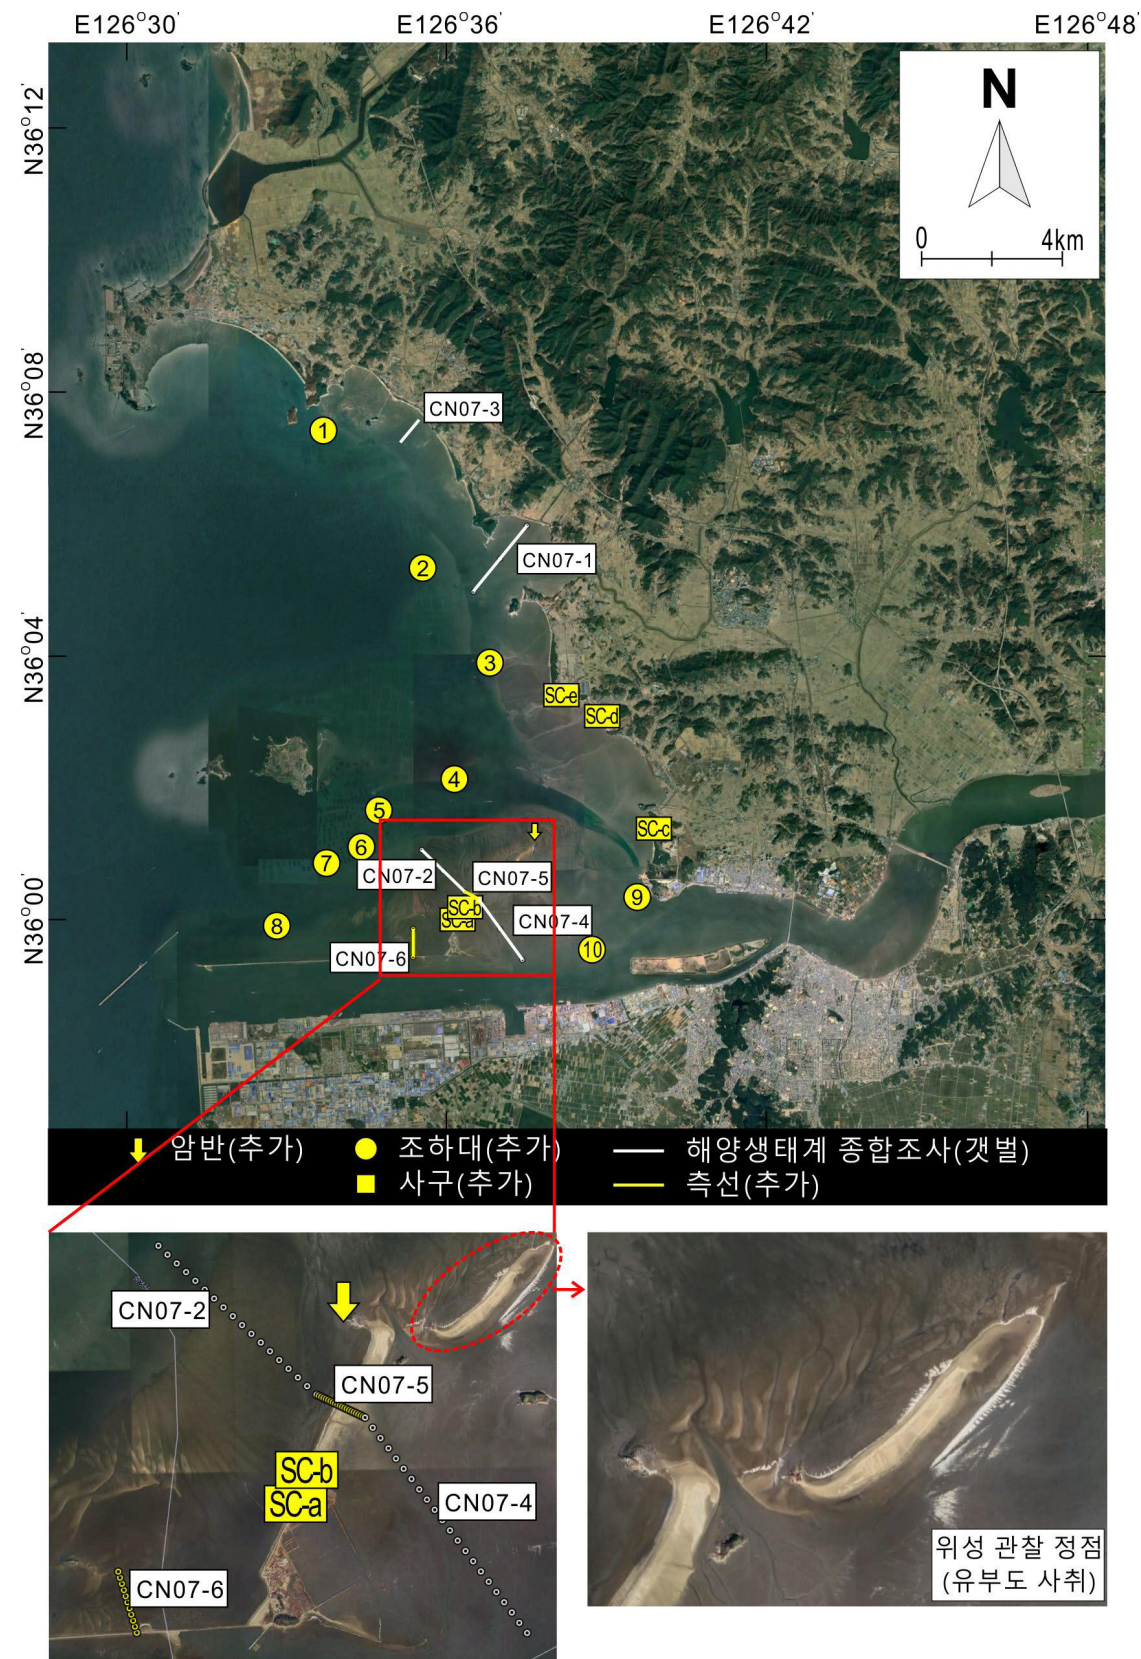 E126°30' E126°36' E126°42' E126°48'
N36°12'
N36°08'
N36°04'
N36°00'
N
0 4km
CN07-3
1
CN07-1
2
3
SC-e
SC-d
4
5
SC-c
6
7
CN07-2
CN07-5
9
SC-b
SC-a
CN07-4
8
10
CN07-6
암반(추가) 조하대(추가) 해양생태계 종합조사(갯벌)
사구(추가) 측선(추가)
CN07-2
CN07-5
SC-b
SC-a
CN07-4
CN07-6
위성 관찰 정점
(유부도 사취)